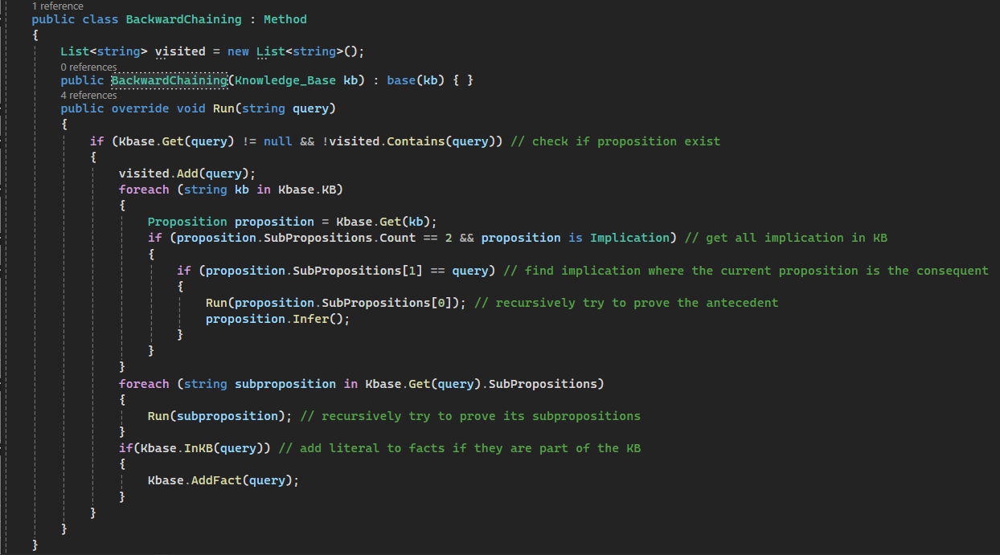 1 reference
public class BackwardChaining : Method
{
List<string> visited = new List<string>();
0 references
public BackwardChaining(Knowledge_Base kb) : base(kb) { }
4 references
public override void Run(string query)
{
if (Kbase.Get(query) != null && !visited.Contains(query)) // check if proposition exist
{
visited.Add(query);
foreach (string kb in Kbase.KB)
{
Proposition proposition = Kbase.Get(kb);
if (proposition.SubPropositions.Count == 2 && proposition is Implication) // get all implication in KB
{
if (proposition.SubPropositions[1] == query) // find implication where the current proposition is the consequent
{
Run(proposition.SubPropositions[0]); // recursively try to prove the antecedent
proposition.Infer();
}
}
}
foreach (string subproposition in Kbase.Get(query).SubPropositions)
{
Run(subproposition); // recursively try to prove its subpropositions
}
if(Kbase.InKB(query)) // add literal to facts if they are part of the KB
{
Kbase.AddFact(query);
}
}
}
}